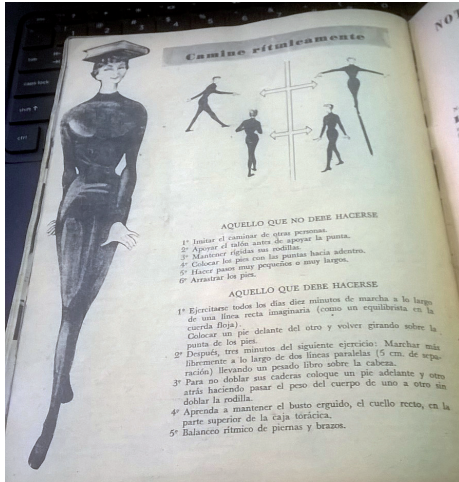 Camine rítmicamente
NO
AQUELLO QUE NO DEBE HACERSE
1º Imitar el caminar de otras personas.
2º Apoyar el talón antes de apoyar la punta.
3º Mantener rígidas sus rodillas.
4º Colocar los pies con las puntas hacia adentro.
5º Hacer pasos muy pequeños o muy largos.
6º Arrastrar los pies.
AQUELLO QUE DEBE HACERSE
1º Ejercitarse todos los días diez minutos de marcha a lo largo
de una línea recta imaginaria (como un equilibrista en la
cuerda floja).
Colocar un pie delante del otro y volver girando sobre la
punta de los pies.
2º Después, tres minutos del siguiente ejercicio: Marchar más
libremente a lo largo de dos líneas paralelas (5 cm. de sepa-
ración) llevando un pesado libro sobre la cabeza.
3º Para no doblar sus caderas coloque un pie adelante y otro
atrás haciendo pasar el peso del cuerpo de uno a otro sin
doblar la rodilla.
4º Aprenda a mantener el busto erguido, el cuello recto, en la
parte superior de la caja torácica.
5º Balanceo rítmico de piernas y brazos.